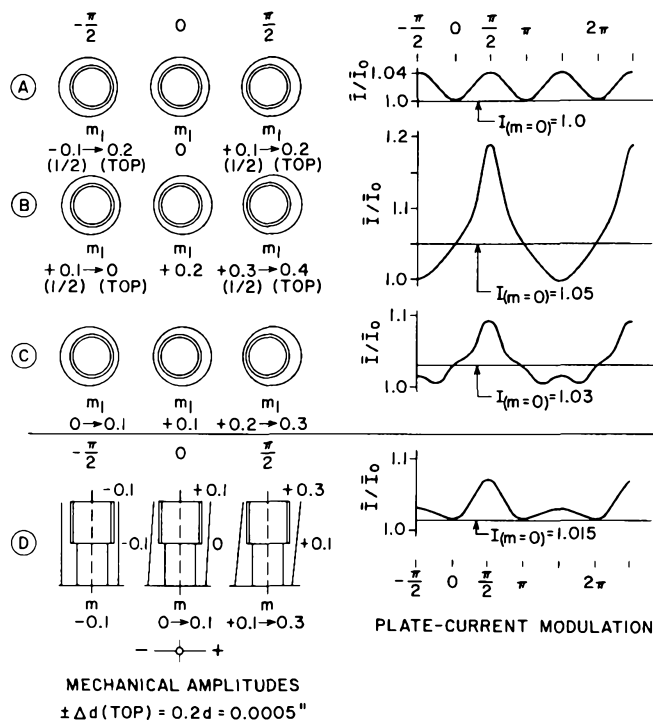 -π/2 0 π/2
A
m₁ m₁ m₁
-0.1→0.2 0 +0.1→0.2
(1/2) (TOP) (1/2) (TOP)
B
m₁ m₁ m₁
+0.1→0 +0.2 +0.3→0.4
(1/2) (TOP) (1/2) (TOP)
C
m₁ m₁ m₁
0→0.1 +0.1 +0.2→0.3
-π/2 0 π/2
D
-0.1 +0.1 +0.3
-0.1 0 +0.1
m m m
-0.1 0→0.1 +0.1→0.3
- +
MECHANICAL AMPLITUDES
±Δd(TOP) = 0.2d = 0.0005"
-π/2 0 π/2 π 2π
Ī/Ī₀
1.04
1.0
I(m=0)=1.0
Ī/Ī₀
1.2
1.1
1.0
I(m=0)=1.05
Ī/Ī₀
1.1
1.0
I(m=0)=1.03
Ī/Ī₀
1.1
1.0
I(m=0)=1.015
-π/2 0 π/2 π 2π
PLATE-CURRENT MODULATION